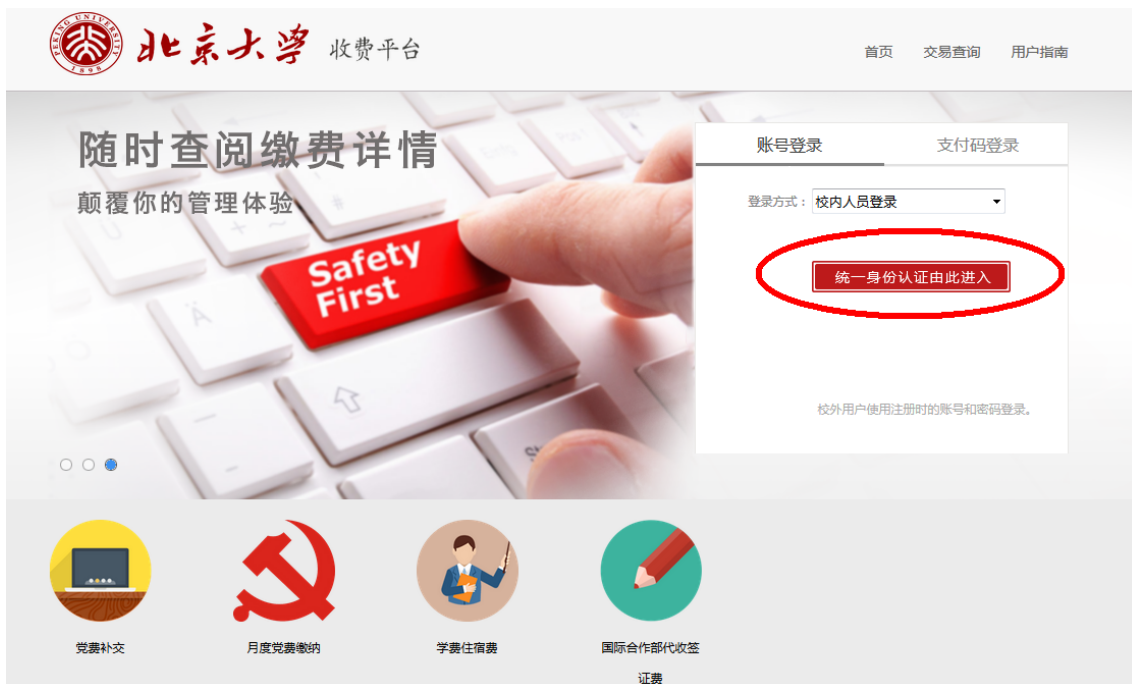 PEKING UNIVERSITY
1898
北京大学 收费平台
首页 交易查询 用户指南
随时查阅缴费详情
颠覆你的管理体验
Safety
First
账号登录 支付码登录
登录方式： 校内人员登录
统一身份认证由此进入
校外用户使用注册时的账号和密码登录。
党费补交 月度党费缴纳 学费住宿费 国际合作部代收签
证费